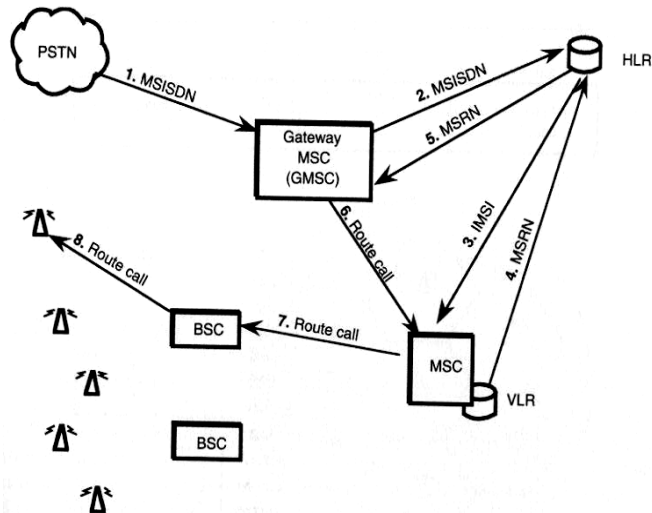 PSTN
1. MSISDN
2. MSISDN
HLR
5. MSRN
Gateway
MSC
(GMSC)
3. IMSI
4. MSRN
6. Route call
8. Route call
7. Route call
BSC
MSC
VLR
BSC